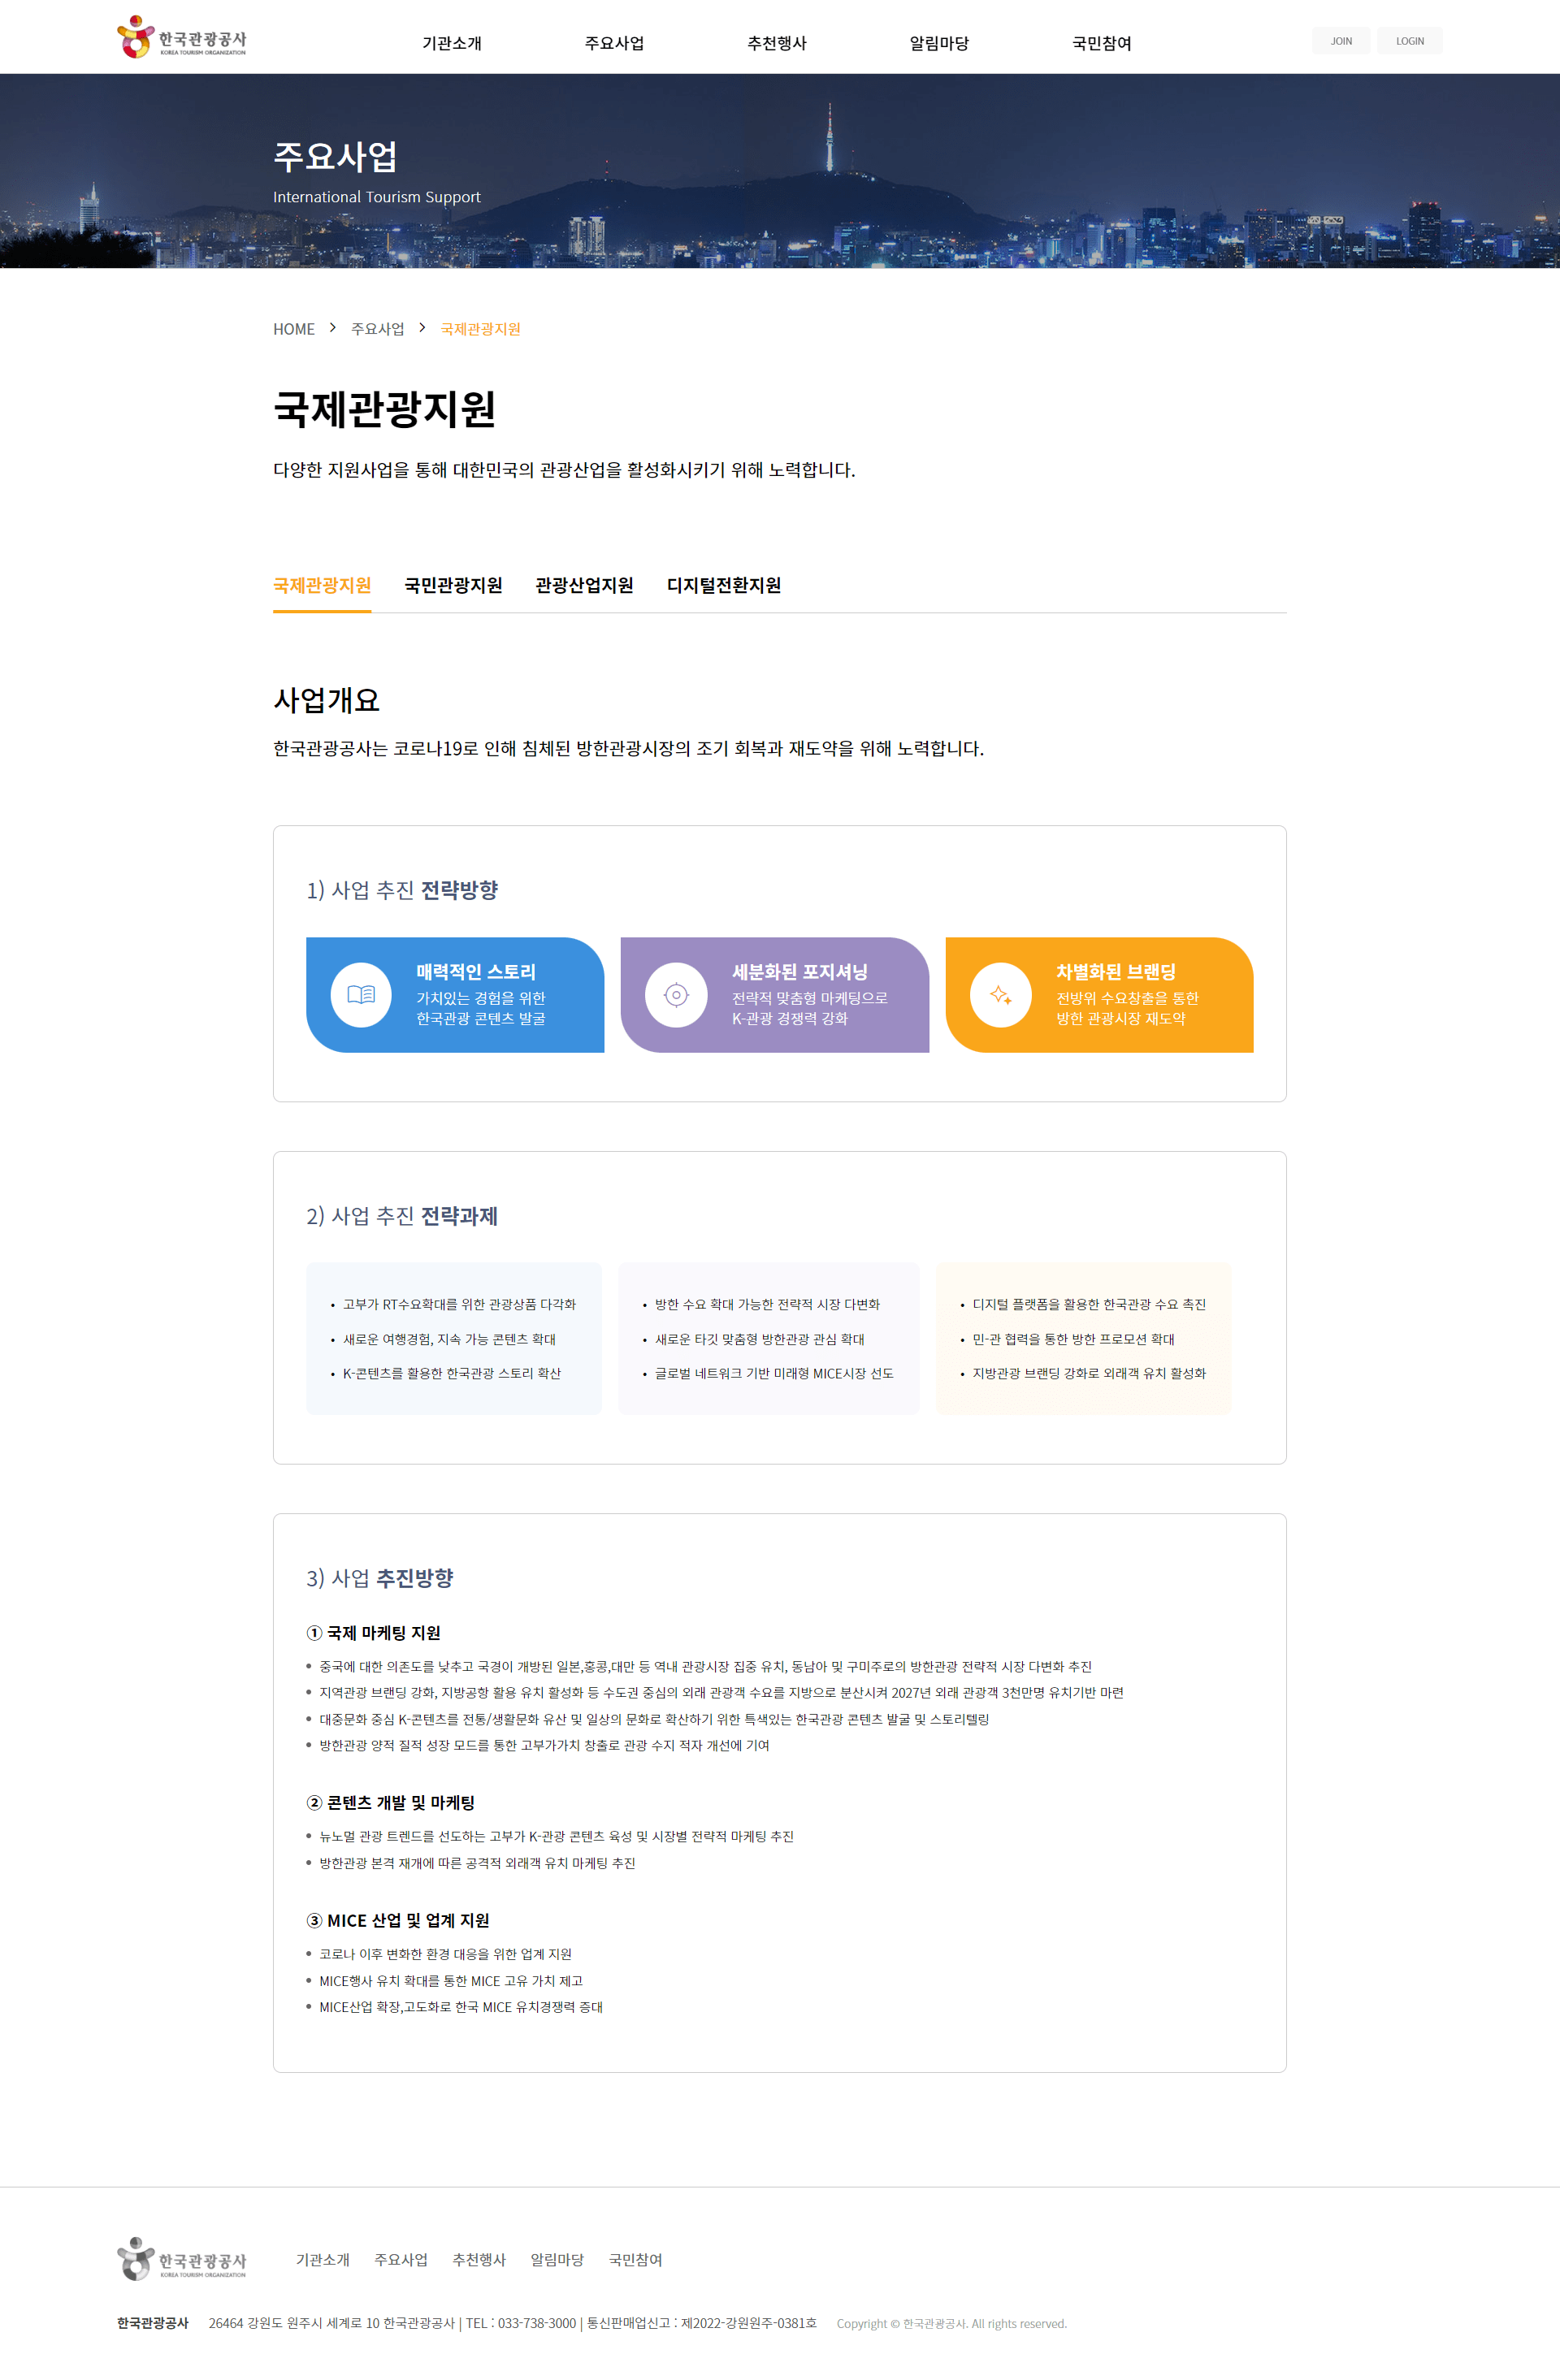 한국관광공사
KOREA TOURISM ORGANIZATION
기관소개 주요사업 추천행사 알림마당 국민참여
JOIN LOGIN
주요사업
International Tourism Support
HOME > 주요사업 > 국제관광지원
국제관광지원
다양한 지원사업을 통해 대한민국의 관광산업을 활성화시키기 위해 노력합니다.
국제관광지원 국민관광지원 관광산업지원 디지털전환지원
사업개요
한국관광공사는 코로나19로 인해 침체된 방한관광시장의 조기 회복과 재도약을 위해 노력합니다.
1) 사업 추진 전략방향
매력적인 스토리
가치있는 경험을 위한
한국관광 콘텐츠 발굴
세분화된 포지셔닝
전략적 맞춤형 마케팅으로
K-관광 경쟁력 강화
차별화된 브랜딩
전방위 수요창출을 통한
방한 관광시장 재도약
2) 사업 추진 전략과제
• 고부가 RT수요확대를 위한 관광상품 다각화
• 새로운 여행경험, 지속 가능 콘텐츠 확대
• K-콘텐츠를 활용한 한국관광 스토리 확산
• 방한 수요 확대 가능한 전략적 시장 다변화
• 새로운 타깃 맞춤형 방한관광 관심 확대
• 글로벌 네트워크 기반 미래형 MICE시장 선도
• 디지털 플랫폼을 활용한 한국관광 수요 촉진
• 민-관 협력을 통한 방한 프로모션 확대
• 지방관광 브랜딩 강화로 외래객 유치 활성화
3) 사업 추진방향
① 국제 마케팅 지원
• 중국에 대한 의존도를 낮추고 국경이 개방된 일본,홍콩,대만 등 역내 관광시장 집중 유치, 동남아 및 구미주로의 방한관광 전략적 시장 다변화 추진
• 지역관광 브랜딩 강화, 지방공항 활용 유치 활성화 등 수도권 중심의 외래 관광객 수요를 지방으로 분산시켜 2027년 외래 관광객 3천만명 유치기반 마련
• 대중문화 중심 K-콘텐츠를 전통/생활문화 유산 및 일상의 문화로 확산하기 위한 특색있는 한국관광 콘텐츠 발굴 및 스토리텔링
• 방한관광 양적 질적 성장 모드를 통한 고부가가치 창출로 관광 수지 적자 개선에 기여
② 콘텐츠 개발 및 마케팅
• 뉴노멀 관광 트렌드를 선도하는 고부가 K-관광 콘텐츠 육성 및 시장별 전략적 마케팅 추진
• 방한관광 본격 재개에 따른 공격적 외래객 유치 마케팅 추진
③ MICE 산업 및 업계 지원
• 코로나 이후 변화한 환경 대응을 위한 업계 지원
• MICE행사 유치 확대를 통한 MICE 고유 가치 제고
• MICE산업 확장,고도화로 한국 MICE 유치경쟁력 증대
한국관광공사
KOREA TOURISM ORGANIZATION
기관소개 주요사업 추천행사 알림마당 국민참여
한국관광공사 26464 강원도 원주시 세계로 10 한국관광공사 | TEL : 033-738-3000 | 통신판매업신고 : 제2022-강원원주-0381호 Copyright © 한국관광공사. All rights reserved.